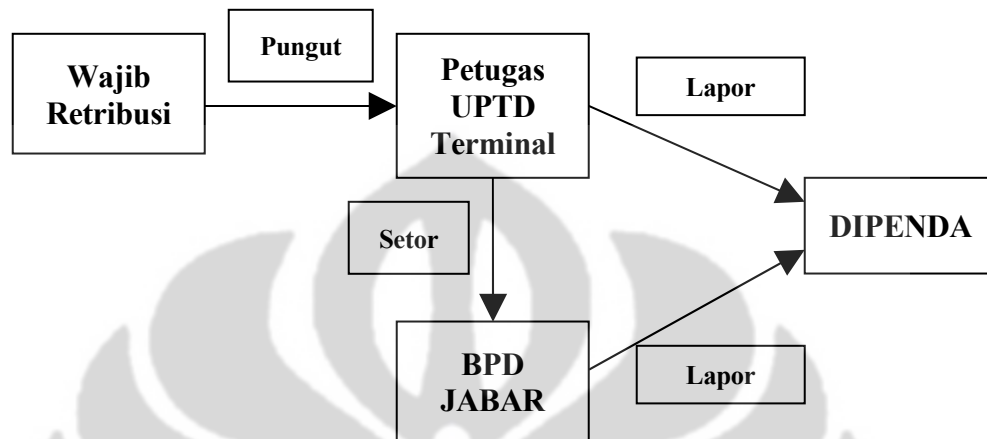 Pungut
Wajib
Retribusi
Petugas
UPTD
Terminal
Lapor
Setor
DIPENDA
BPD
JABAR
Lapor